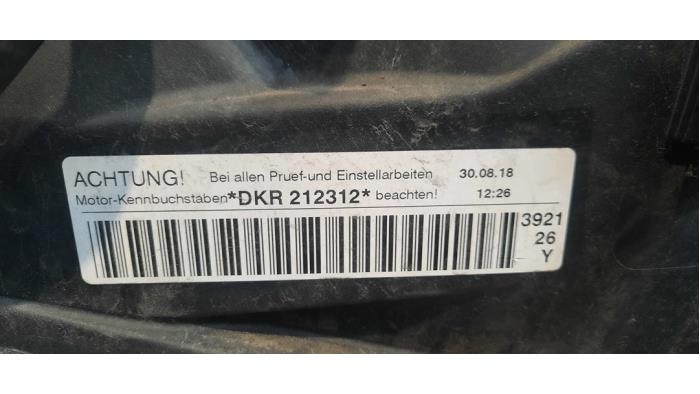 ACHTUNG! Bei allen Pruef-und Einstellarbeiten 30.08.18
Motor-Kennbuchstaben *DKR 212312* beachten! 12:26
3921
26
Y